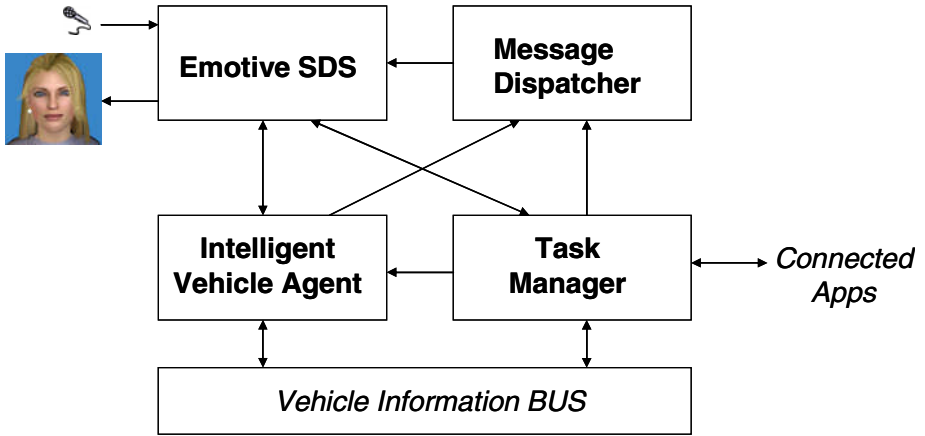 Emotive SDS
Message
Dispatcher
Intelligent
Vehicle Agent
Task
Manager
Connected
Apps
Vehicle Information BUS